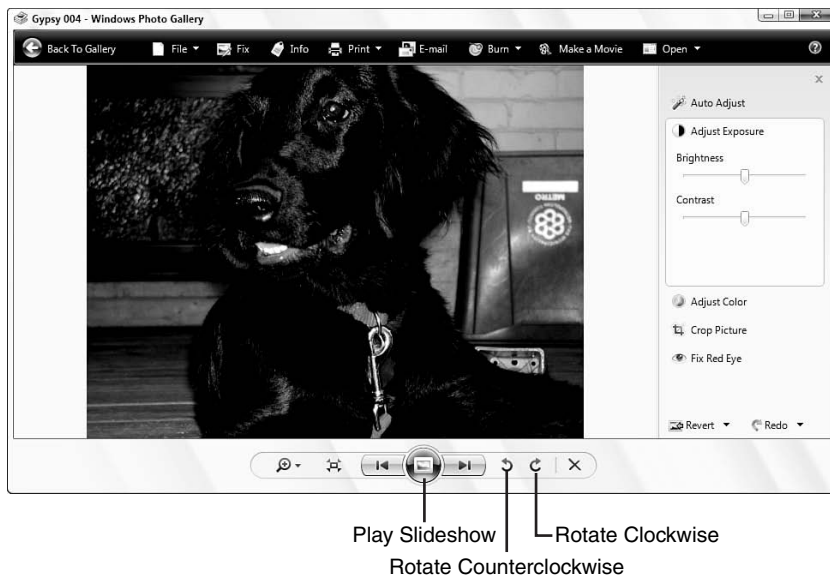 Gypsy 004 - Windows Photo Gallery
Back To Gallery File Fix Info Print E-mail Burn Make a Movie Open ?
Auto Adjust
Adjust Exposure
Brightness
Contrast
METRO
Adjust Color
Crop Picture
Fix Red Eye
Revert Redo
Play Slideshow Rotate Clockwise
Rotate Counterclockwise